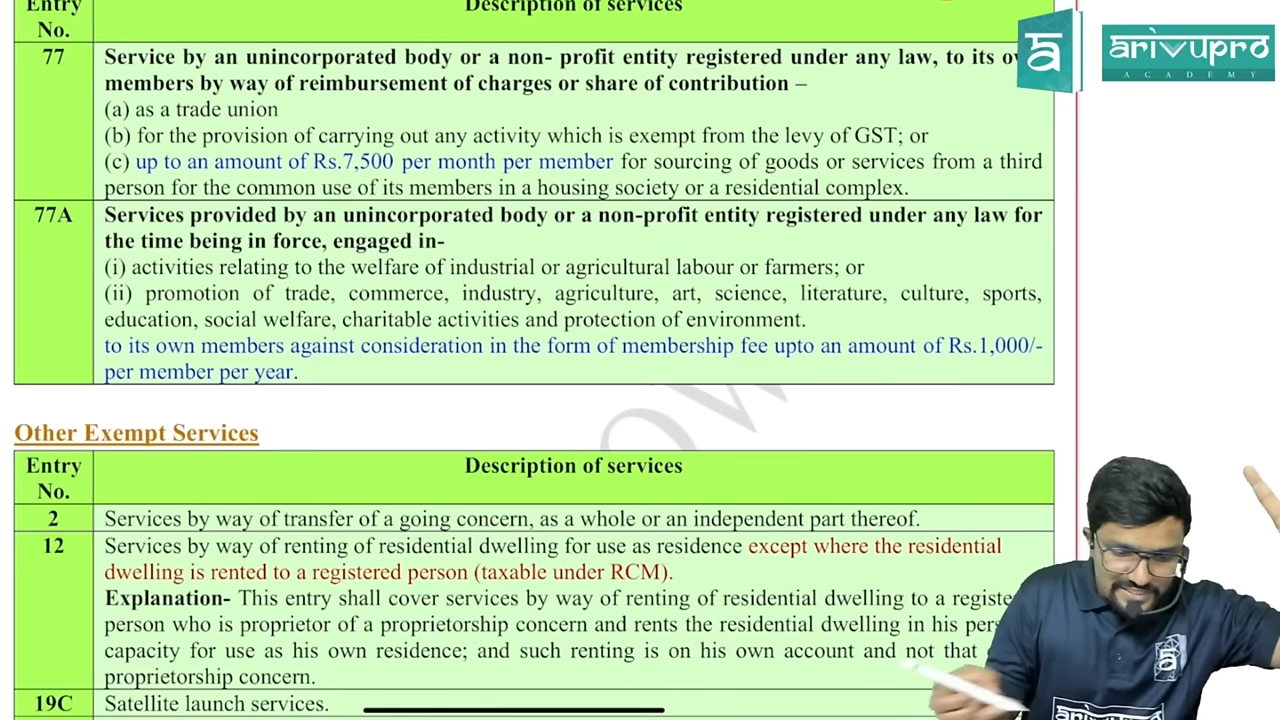 Entry
Description of services
No.
arivupro
ACADEMY
77
Service by an unincorporated body or a non- profit entity registered under any law, to its
members by way of reimbursement of charges or share of contribution –
(a) as a trade union
(b) for the provision of carrying out any activity which is exempt from the levy of GST; or
(c) up to an amount of Rs.7,500 per month per member for sourcing of goods or services from a third
person for the common use of its members in a housing society or a residential complex.
77A
Services provided by an unincorporated body or a non-profit entity registered under any law for
the time being in force, engaged in-
(i) activities relating to the welfare of industrial or agricultural labour or farmers; or
(ii) promotion of trade, commerce, industry, agriculture, art, science, literature, culture, sports,
education, social welfare, charitable activities and protection of environment.
to its own members against consideration in the form of membership fee upto an amount of Rs.1,000/-
per member per year.
Other Exempt Services
Entry
No.
Description of services
2
Services by way of transfer of a going concern, as a whole or an independent part thereof.
12
Services by way of renting of residential dwelling for use as residence except where the residential
dwelling is rented to a registered person (taxable under RCM).
Explanation- This entry shall cover services by way of renting of residential dwelling to a
person who is proprietor of a proprietorship concern and rents the residential dwelling in his
capacity for use as his own residence; and such renting is on his own account and not that
proprietorship concern.
19C
Satellite launch services.